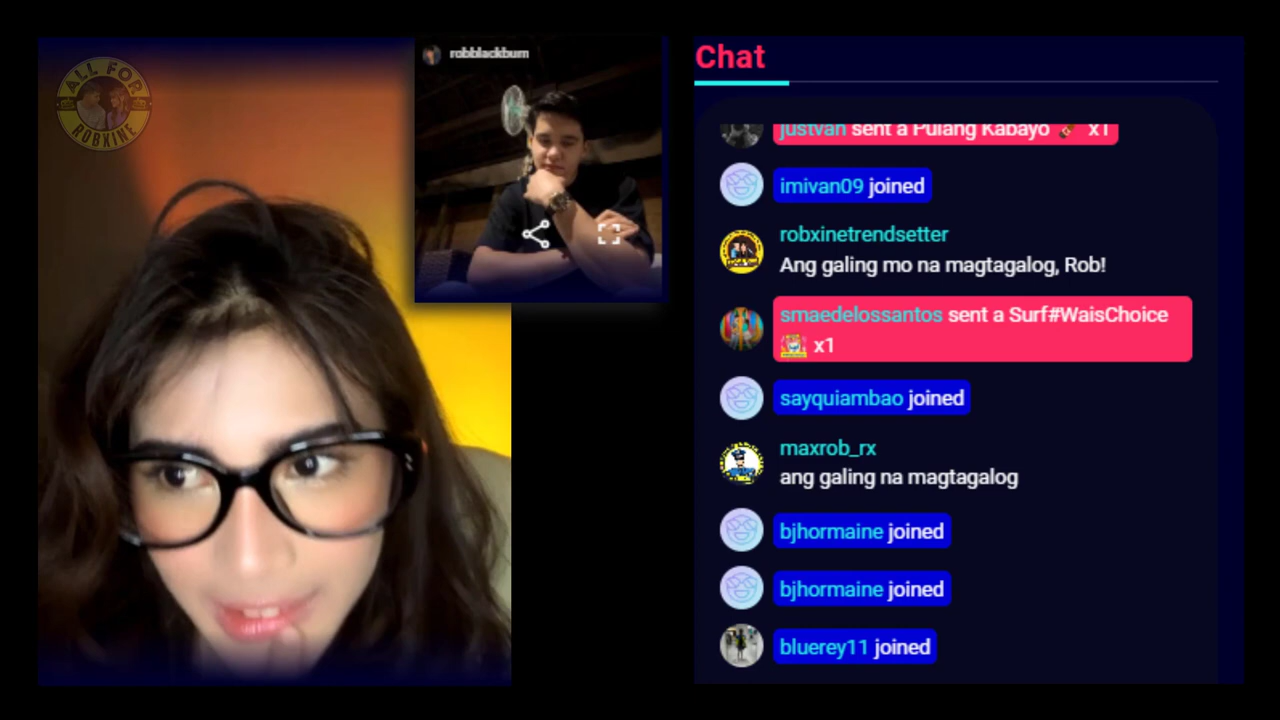 ALL FOR
ROBXINE
robblackburn
Chat
justvan sent a Pulang Kabayo x1
imivan09 joined
robxinetrendsetter
Ang galing mo na magtagalog, Rob!
smaedelossantos sent a Surf#WaisChoice
x1
sayquiambao joined
maxrob_rx
ang galing na magtagalog
bjhormaine joined
bjhormaine joined
bluerey11 joined